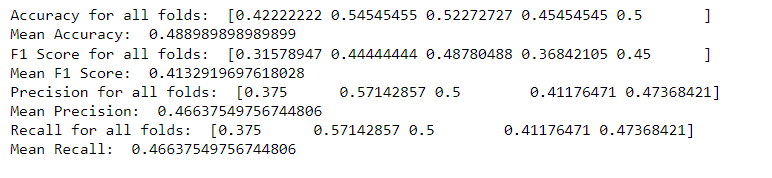 Accuracy for all folds:  [0.42222222 0.54545455 0.52272727 0.45454545 0.5       ]
Mean Accuracy:  0.488989898989899
F1 Score for all folds:  [0.31578947 0.44444444 0.48780488 0.36842105 0.45      ]
Mean F1 Score:  0.4132919697618028
Precision for all folds:  [0.375      0.57142857 0.5        0.41176471 0.47368421]
Mean Precision:  0.46637549756744806
Recall for all folds:  [0.375      0.57142857 0.5        0.41176471 0.47368421]
Mean Recall:  0.46637549756744806